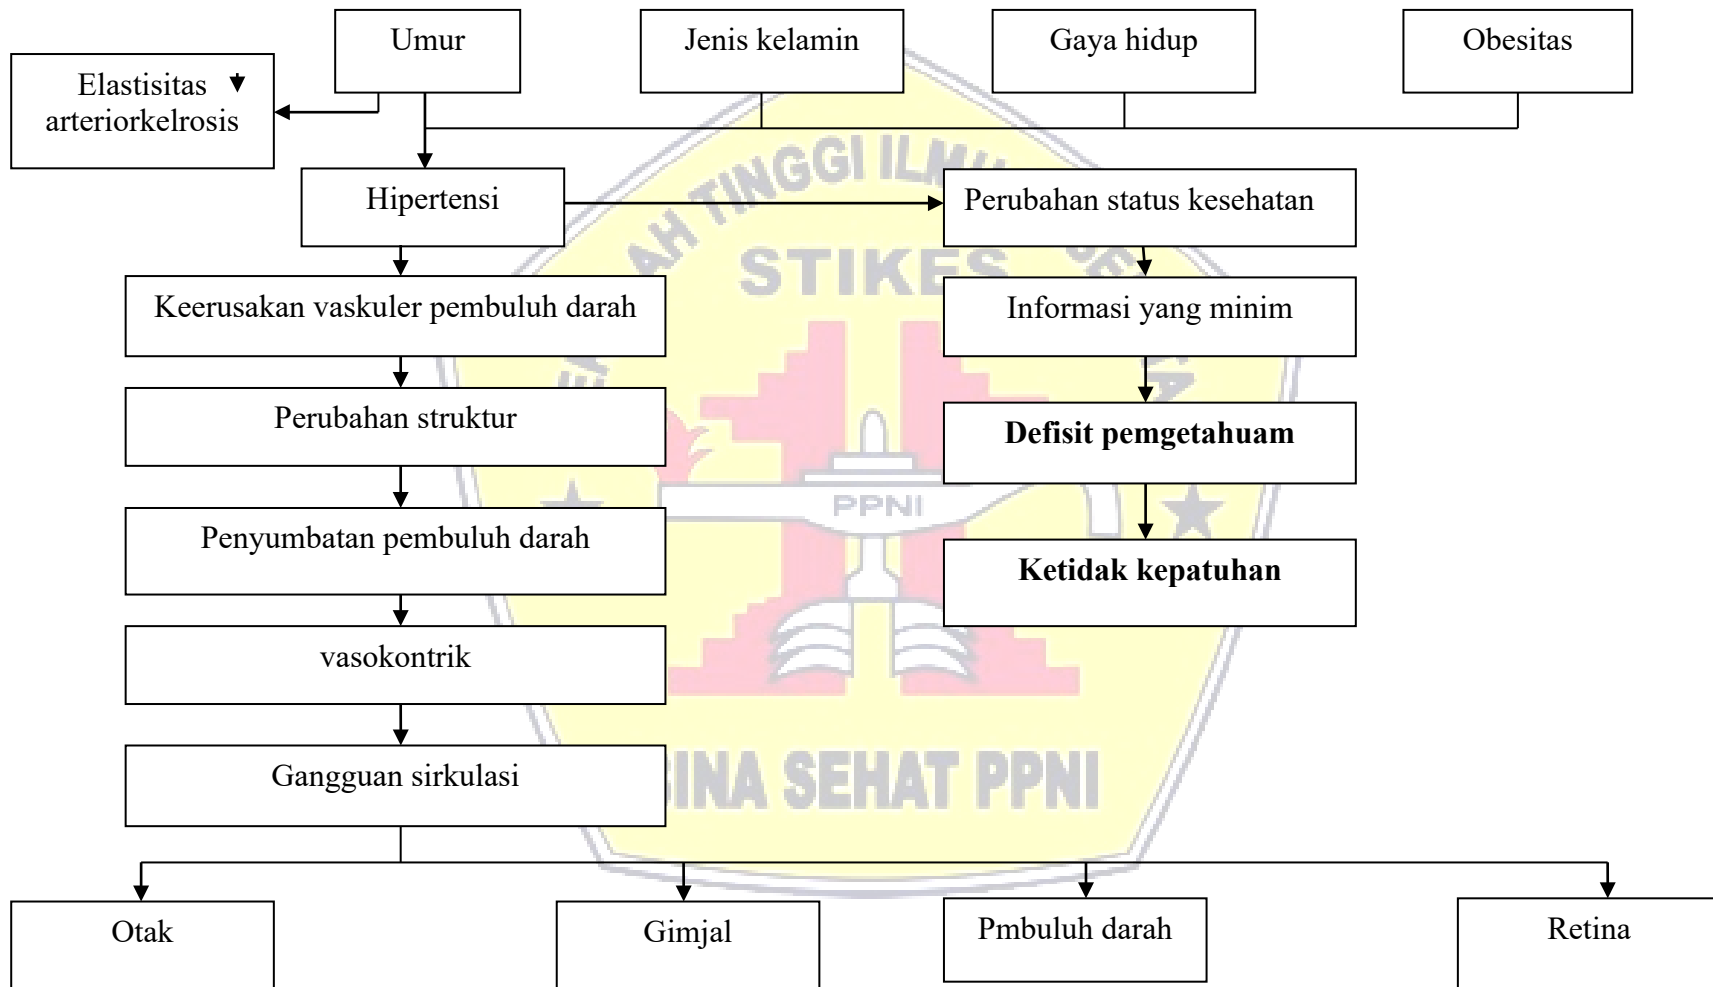 Umur
Jenis kelamin
Gaya hidup
Obesitas
Elastisitas
arteriorkelrosis
Hipertensi
Perubahan status kesehatan
Keerusakan vaskuler pembuluh darah
Informasi yang minim
Perubahan struktur
Defisit pemgetahuam
Penyumbatan pembuluh darah
Ketidak kepatuhan
vasokontrik
Gangguan sirkulasi
Otak
Gimjal
Pmbuluh darah
Retina
TINGGI
STIKES
PPNI
SEHAT PPNI